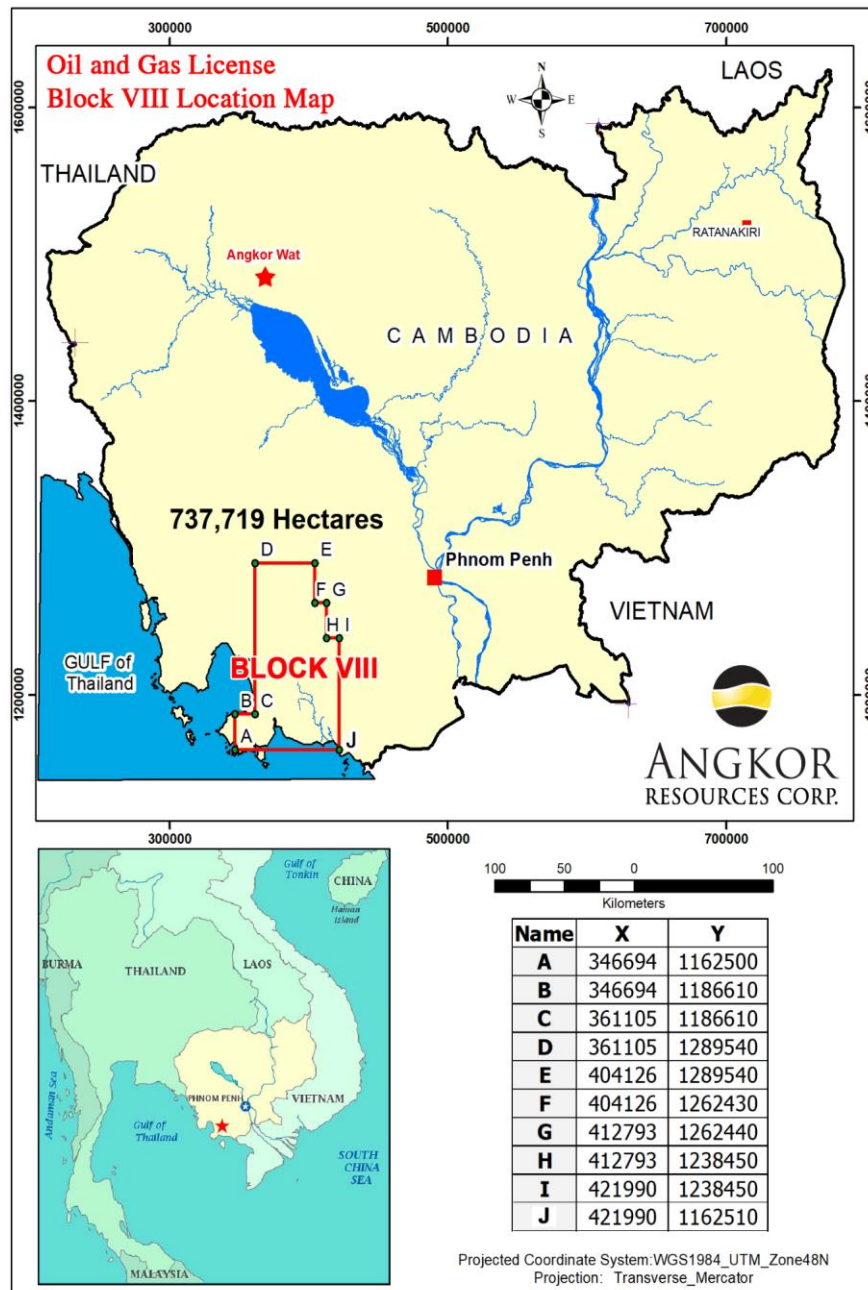 300000 500000 700000
Oil and Gas License
Block VIII Location Map
N
W E
S
LAOS
1600000
THAILAND
RATANAKIRI
Angkor Wat
CAMBODIA
1400000
737,719 Hectares
D E
Phnom Penh
F G
H I
VIETNAM
GULF of
Thailand
BLOCK VIII
1200000
B C
A J
ANGKOR
RESOURCES CORP.
300000 500000 700000
Gulf of
Tonkin
CHINA
Hainan
Island
BURMA
THAILAND
LAOS
Andaman Sea
PHNOM PENH
VIETNAM
Gulf of
Thailand
SOUTH
CHINA
SEA
MALAYSIA
100 50 0 100
Kilometers
Name X Y
A 346694 1162500
B 346694 1186610
C 361105 1186610
D 361105 1289540
E 404126 1289540
F 404126 1262430
G 412793 1262440
H 412793 1238450
I 421990 1238450
J 421990 1162510
Projected Coordinate System:WGS1984_UTM_Zone48N
Projection: Transverse_Mercator